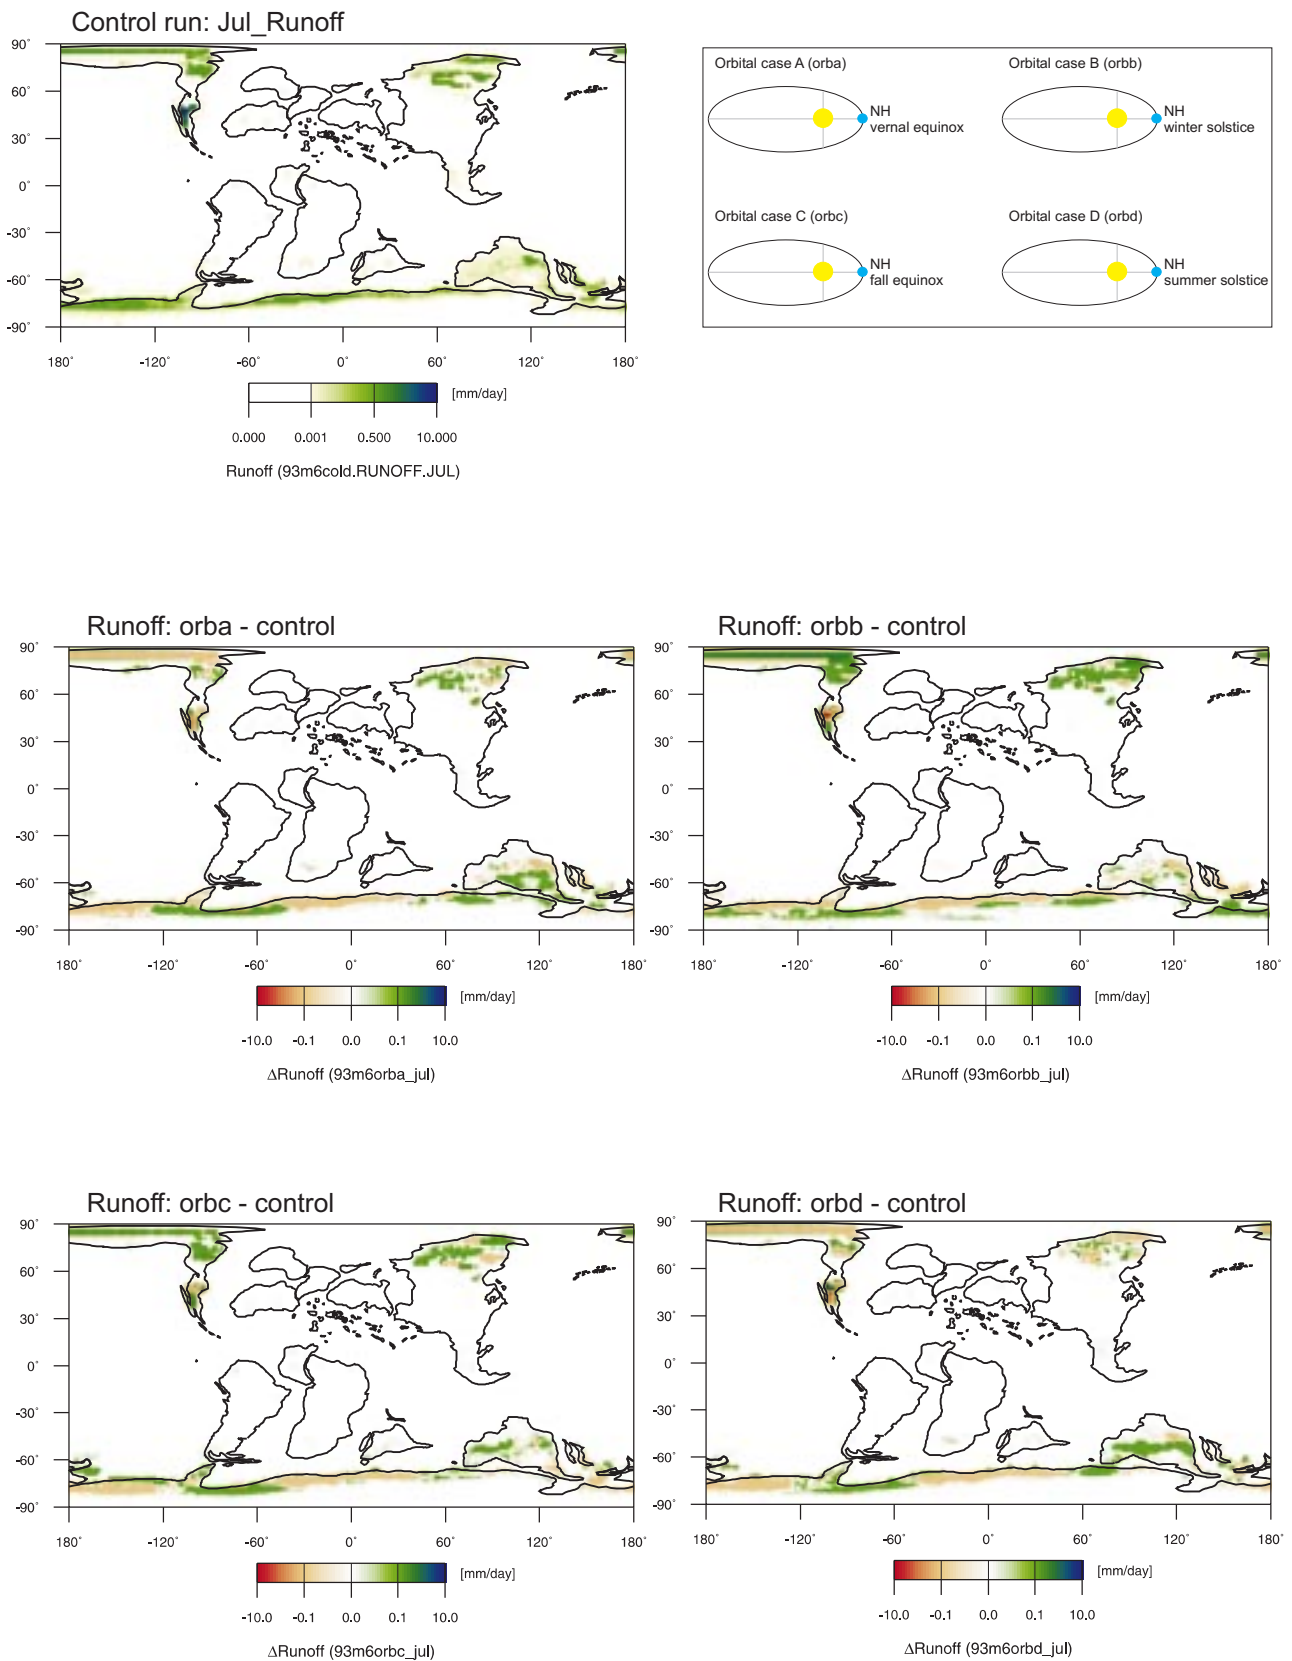 Control run: Jul_Runoff
90°
60°
30°
0°
-30°
-60°
-90°
180° -120° -60° 0° 60° 120° 180°
[mm/day]
0.000 0.001 0.500 10.000
Runoff (93m6cold.RUNOFF.JUL)
Orbital case A (orba)
NH
vernal equinox
Orbital case B (orbb)
NH
winter solstice
Orbital case C (orbc)
NH
fall equinox
Orbital case D (orbd)
NH
summer solstice
Runoff: orba - control
90°
60°
30°
0°
-30°
-60°
-90°
180° -120° -60° 0° 60° 120° 180°
[mm/day]
-10.0 -0.1 0.0 0.1 10.0
ΔRunoff (93m6orba_jul)
Runoff: orbb - control
90°
60°
30°
0°
-30°
-60°
-90°
180° -120° -60° 0° 60° 120° 180°
[mm/day]
-10.0 -0.1 0.0 0.1 10.0
ΔRunoff (93m6orbb_jul)
Runoff: orbc - control
90°
60°
30°
0°
-30°
-60°
-90°
180° -120° -60° 0° 60° 120° 180°
[mm/day]
-10.0 -0.1 0.0 0.1 10.0
ΔRunoff (93m6orbc_jul)
Runoff: orbd - control
90°
60°
30°
0°
-30°
-60°
-90°
180° -120° -60° 0° 60° 120° 180°
[mm/day]
-10.0 -0.1 0.0 0.1 10.0
ΔRunoff (93m6orbd_jul)